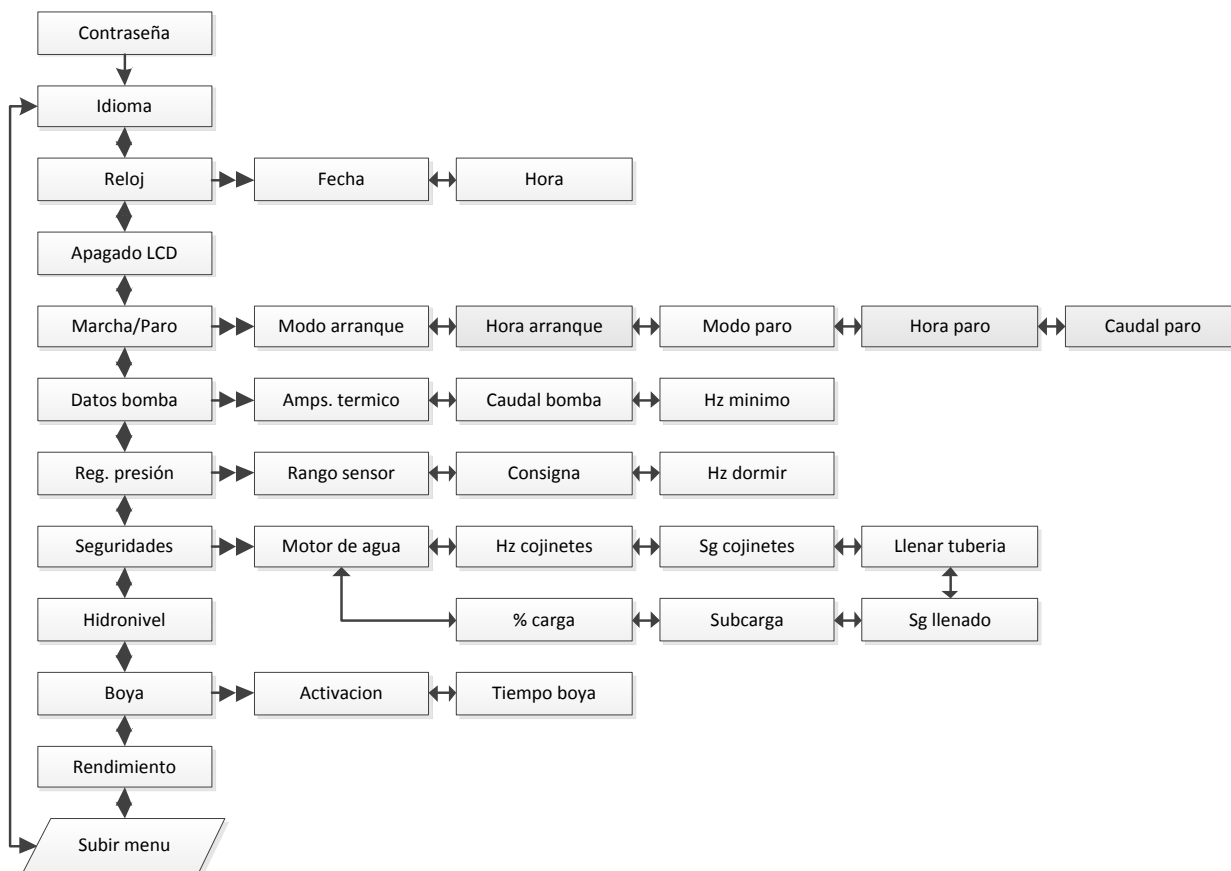 Contraseña
Idioma
Reloj
Fecha
Hora
Apagado LCD
Marcha/Paro
Modo arranque
Hora arranque
Modo paro
Hora paro
Caudal paro
Datos bomba
Amps. termico
Caudal bomba
Hz minimo
Reg. presión
Rango sensor
Consigna
Hz dormir
Seguridades
Motor de agua
Hz cojinetes
Sg cojinetes
Llenar tuberia
Hidronivel
% carga
Subcarga
Sg llenado
Boya
Activacion
Tiempo boya
Rendimiento
Subir menu